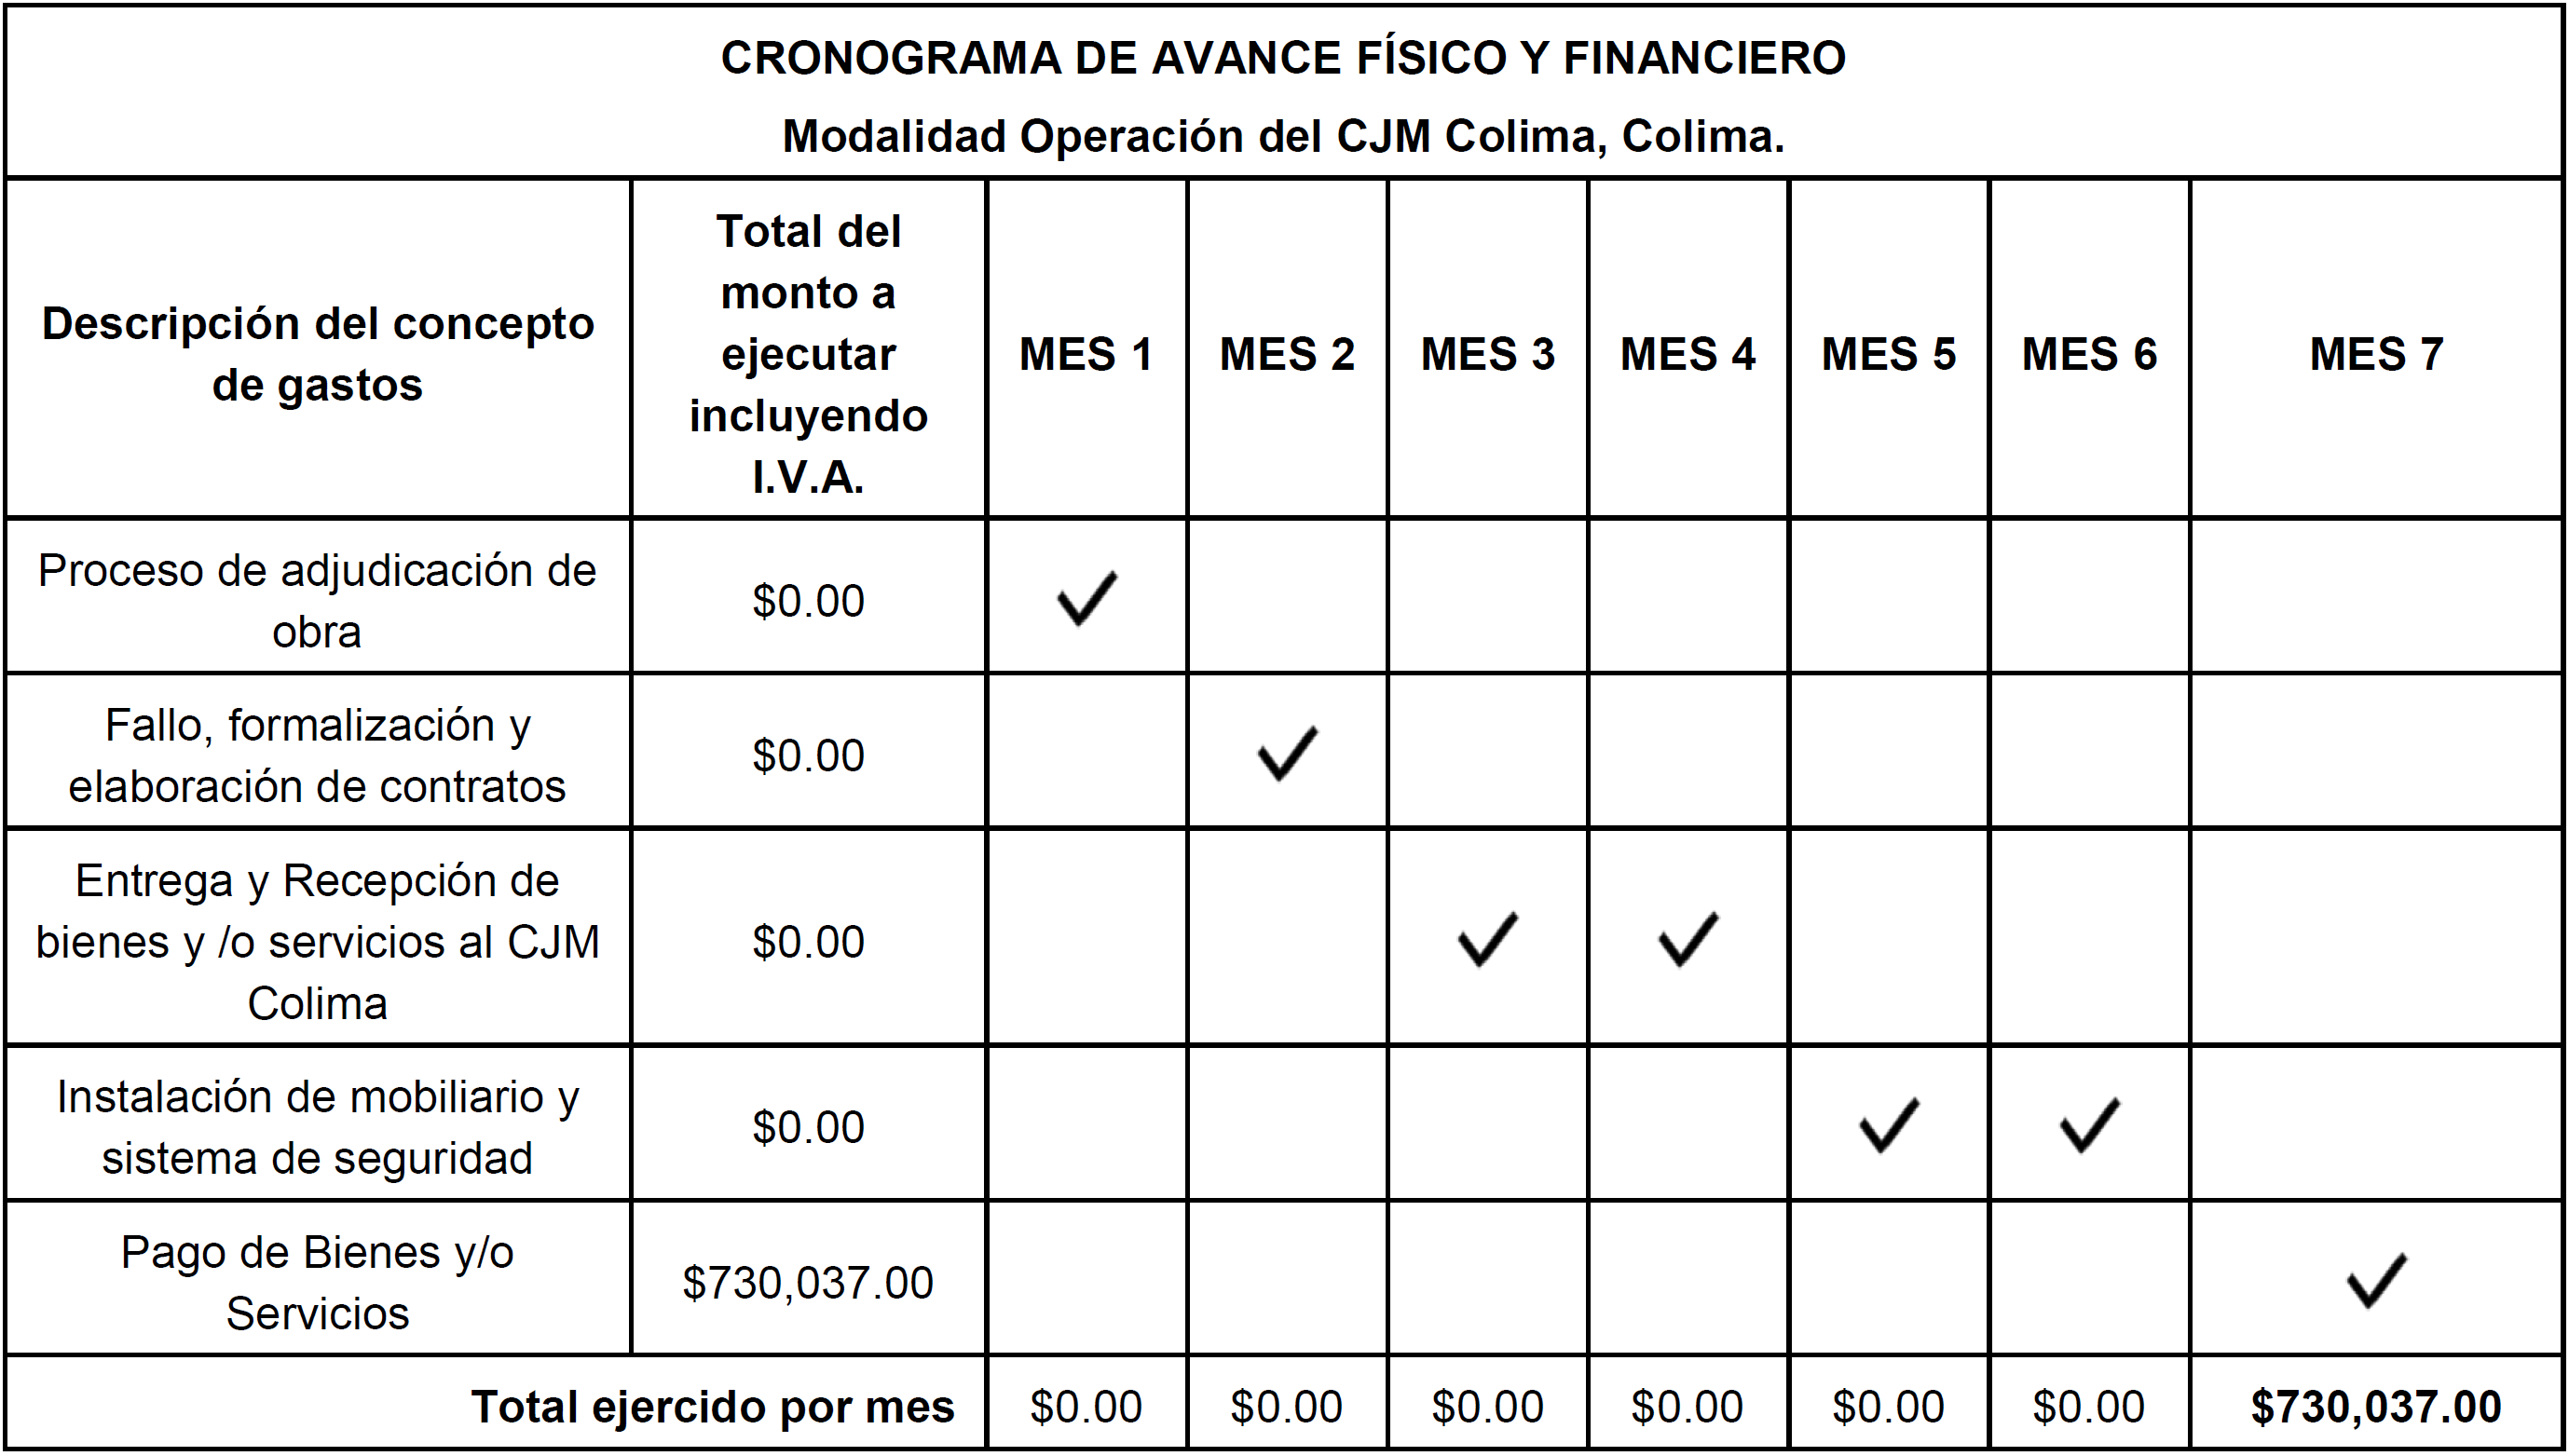 CRONOGRAMA DE AVANCE FÍSICO Y FINANCIERO
Modalidad Operación del CJM Colima, Colima.
Descripción del concepto
de gastos
Total del
monto a
ejecutar
incluyendo
I.V.A.
MES 1
MES 2
MES 3
MES 4
MES 5
MES 6
MES 7
Proceso de adjudicación de
obra
$0.00
✓
Fallo, formalización y
elaboración de contratos
$0.00
✓
Entrega y Recepción de
bienes y /o servicios al CJM
Colima
$0.00
✓
✓
Instalación de mobiliario y
sistema de seguridad
$0.00
✓
✓
Pago de Bienes y/o
Servicios
$730,037.00
✓
Total ejercido por mes
$0.00
$0.00
$0.00
$0.00
$0.00
$0.00
$730,037.00